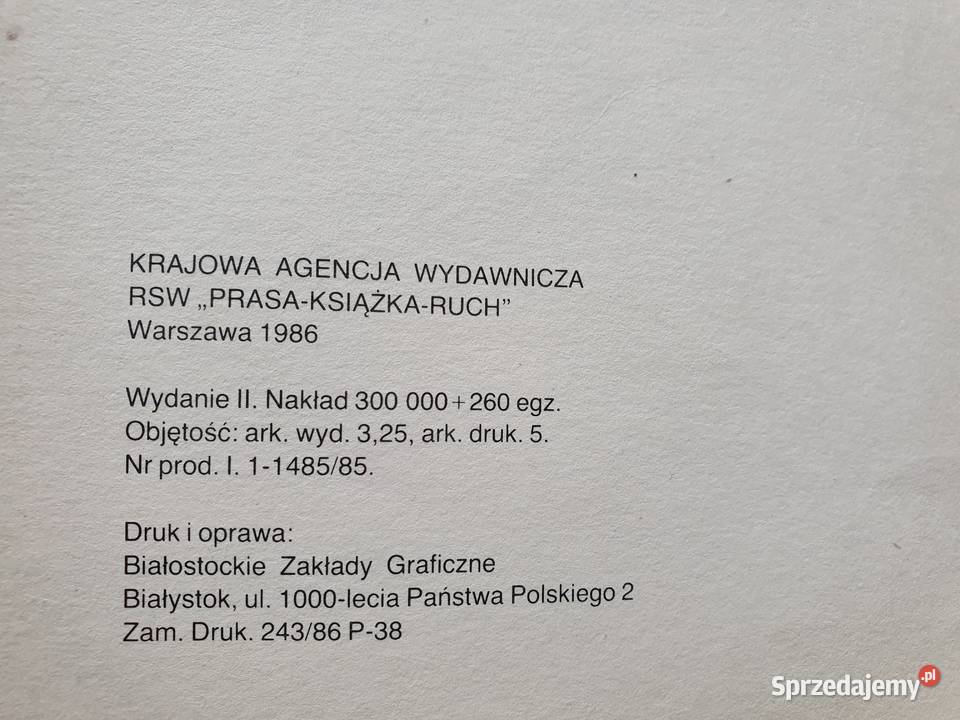 KRAJOWA AGENCJA WYDAWNICZA
RSW „PRASA-KSIĄŻKA-RUCH”
Warszawa 1986
Wydanie II. Nakład 300 000+260 egz.
Objętość: ark. wyd. 3,25, ark. druk. 5.
Nr prod. I. 1-1485/85.
Druk i oprawa:
Białostockie Zakłady Graficzne
Białystok, ul. 1000-lecia Państwa Polskiego 2
Zam. Druk. 243/86 P-38
Sprzedajemy .pl